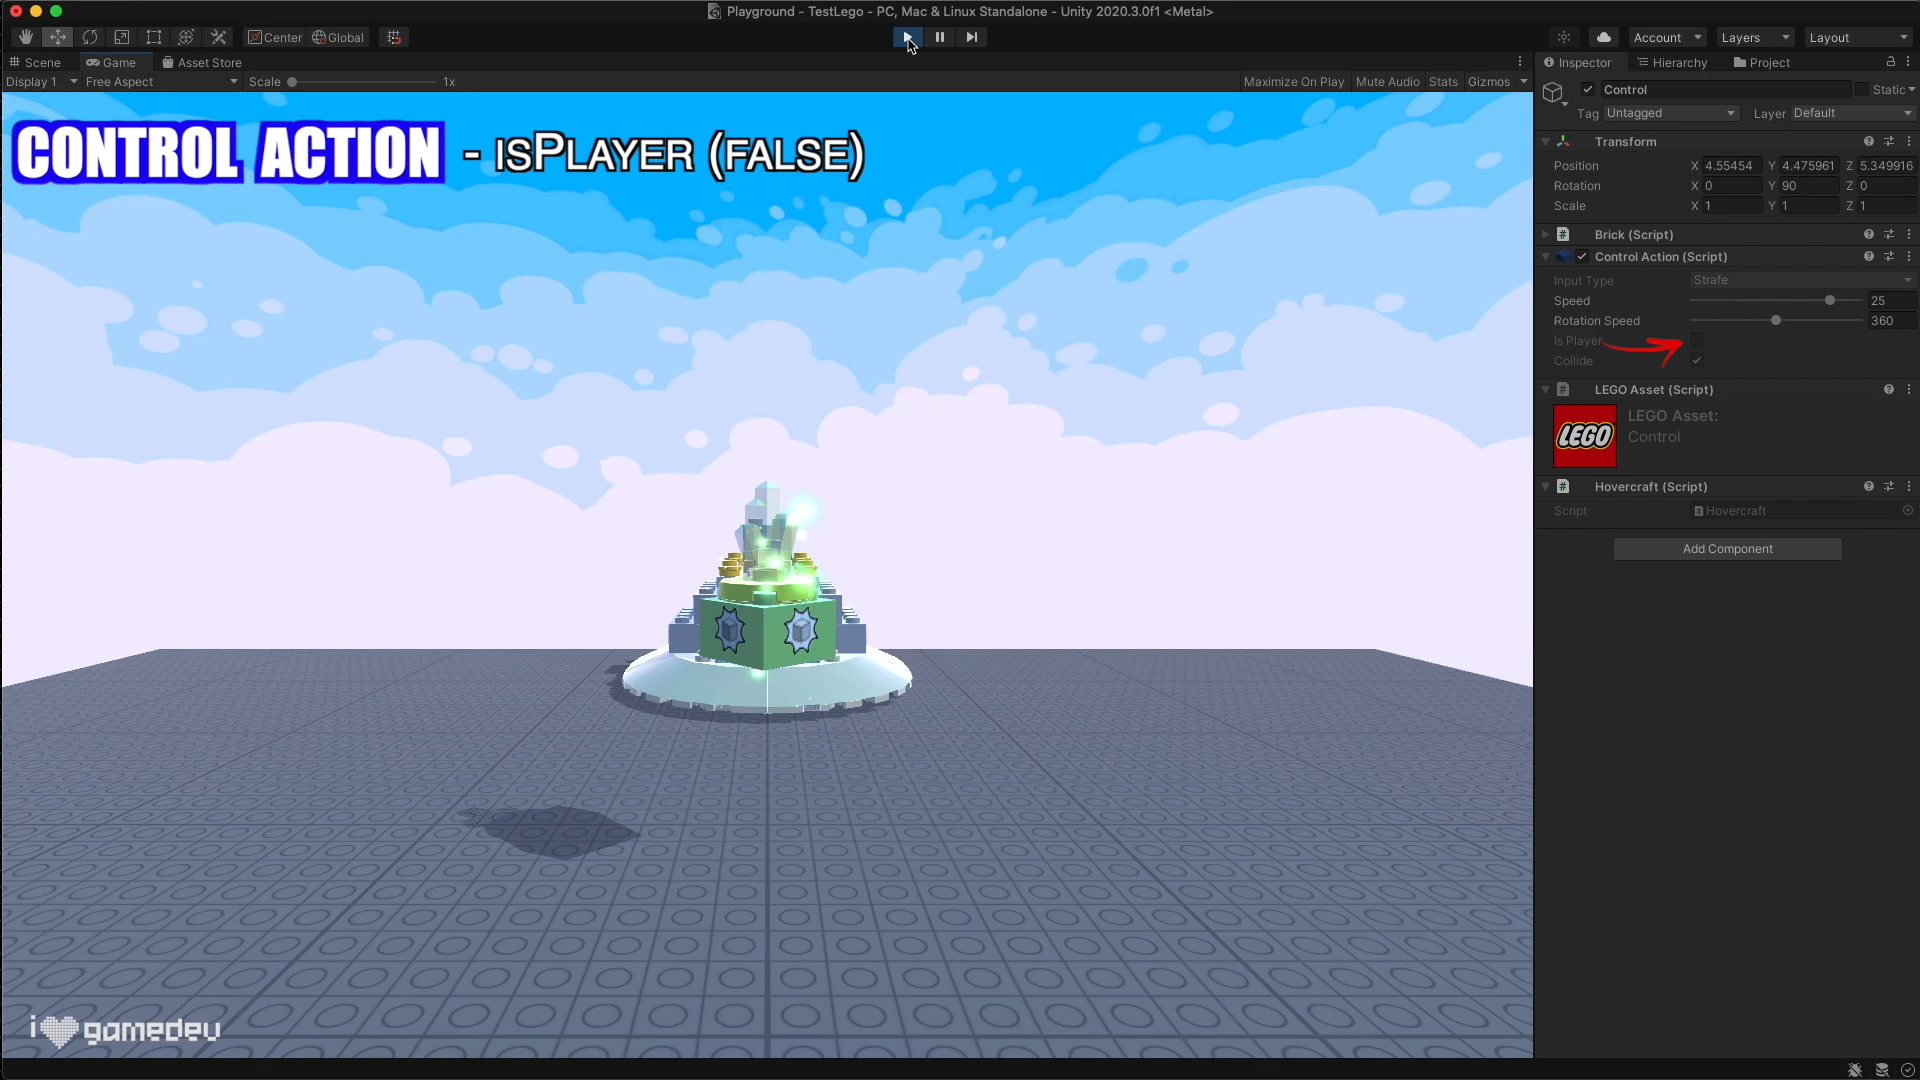 Playground - TestLego - PC, Mac & Linux Standalone - Unity 2020.3.0f1 <Metal>
Center Global
Account Layers Layout
Scene Game Asset Store
Inspector Hierarchy Project
Display 1 Free Aspect Scale 1x Maximize On Play Mute Audio Stats Gizmos
CONTROL ACTION - ISPLAYER (FALSE)
Control Static
Tag Untagged Layer Default
Transform
Position X 4.55454 Y 4.475961 Z 5.349916
Rotation X 0 Y 90 Z 0
Scale X 1 Y 1 Z 1
Brick (Script)
Control Action (Script)
Input Type Strafe
Speed 25
Rotation Speed 360
Is Player
Collide
LEGO Asset (Script)
LEGO
LEGO Asset:
Control
Hovercraft (Script)
Script Hovercraft
Add Component
i gamedev